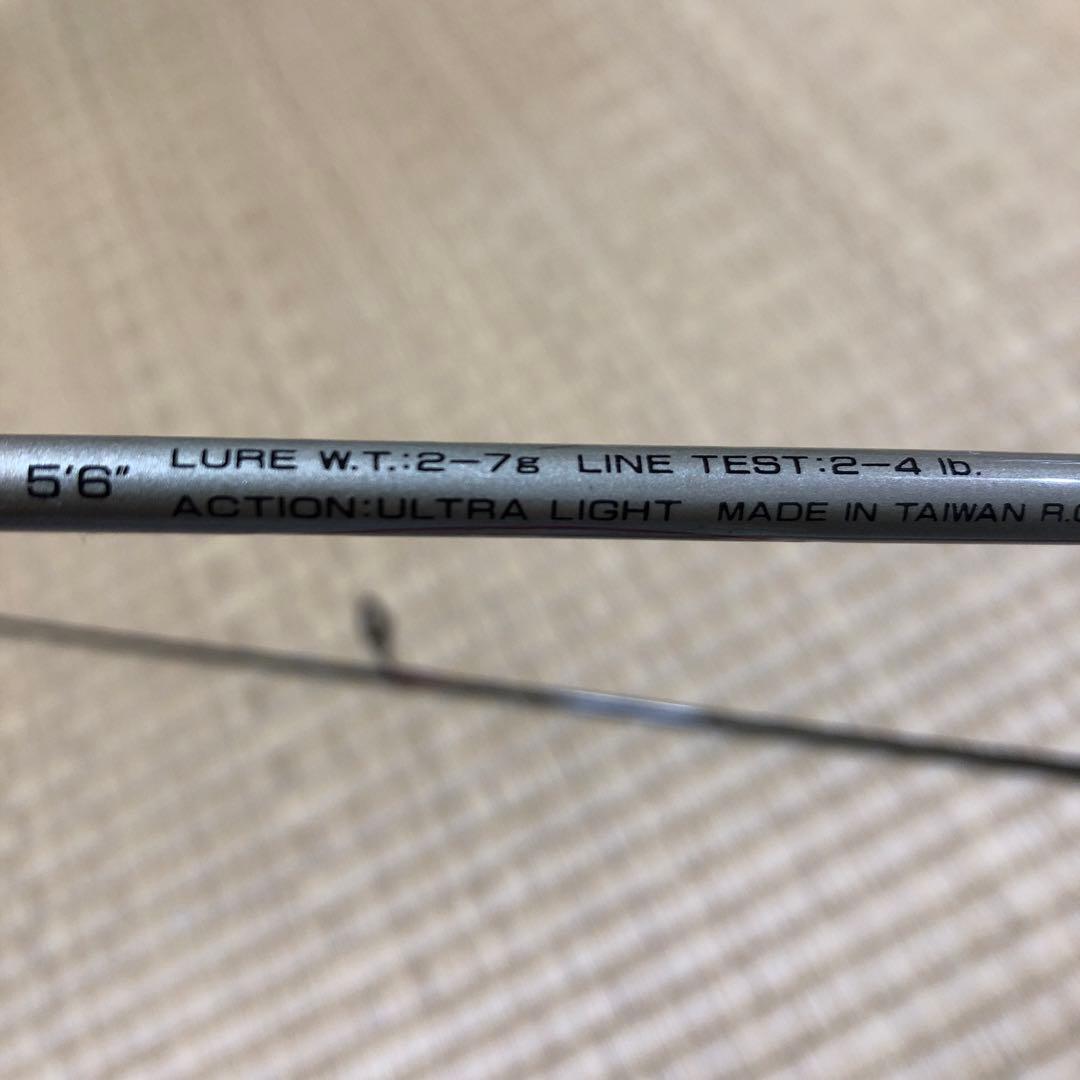 5'6" LURE W.T.:2-7g LINE TEST:2-4 lb.
ACTION:ULTRA LIGHT MADE IN TAIWAN